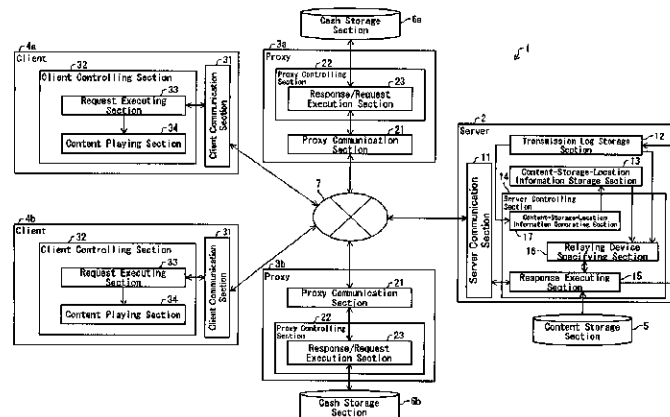 6a
Cash Storage
Section
4a
Client
32
Client Controlling Section
33
Request Executing
Section
34
Content Playing Section
31
Client Communication
Section
3a
Proxy
22
Proxy Controlling
Section
23
Response/Request
Execution Section
21
Proxy Communication
Section
1
2
Server
12
Transmission Log Storage
Section
13
Content-Storage-Location
Information Storage Section
14
Server Controlling
Section
Content-Storage-Location
Information Generating Section
17
Relaying Device
Specifying Section
16
Response Executing
Section
15
11
Server Communication
Section
Content Storage
Section
5
7
4b
Client
32
Client Controlling Section
33
Request Executing
Section
34
Content Playing Section
31
Client Communication
Section
3b
Proxy
21
Proxy Communication
Section
22
Proxy Controlling
Section
23
Response/Request
Execution Section
Cash Storage
Section
6b